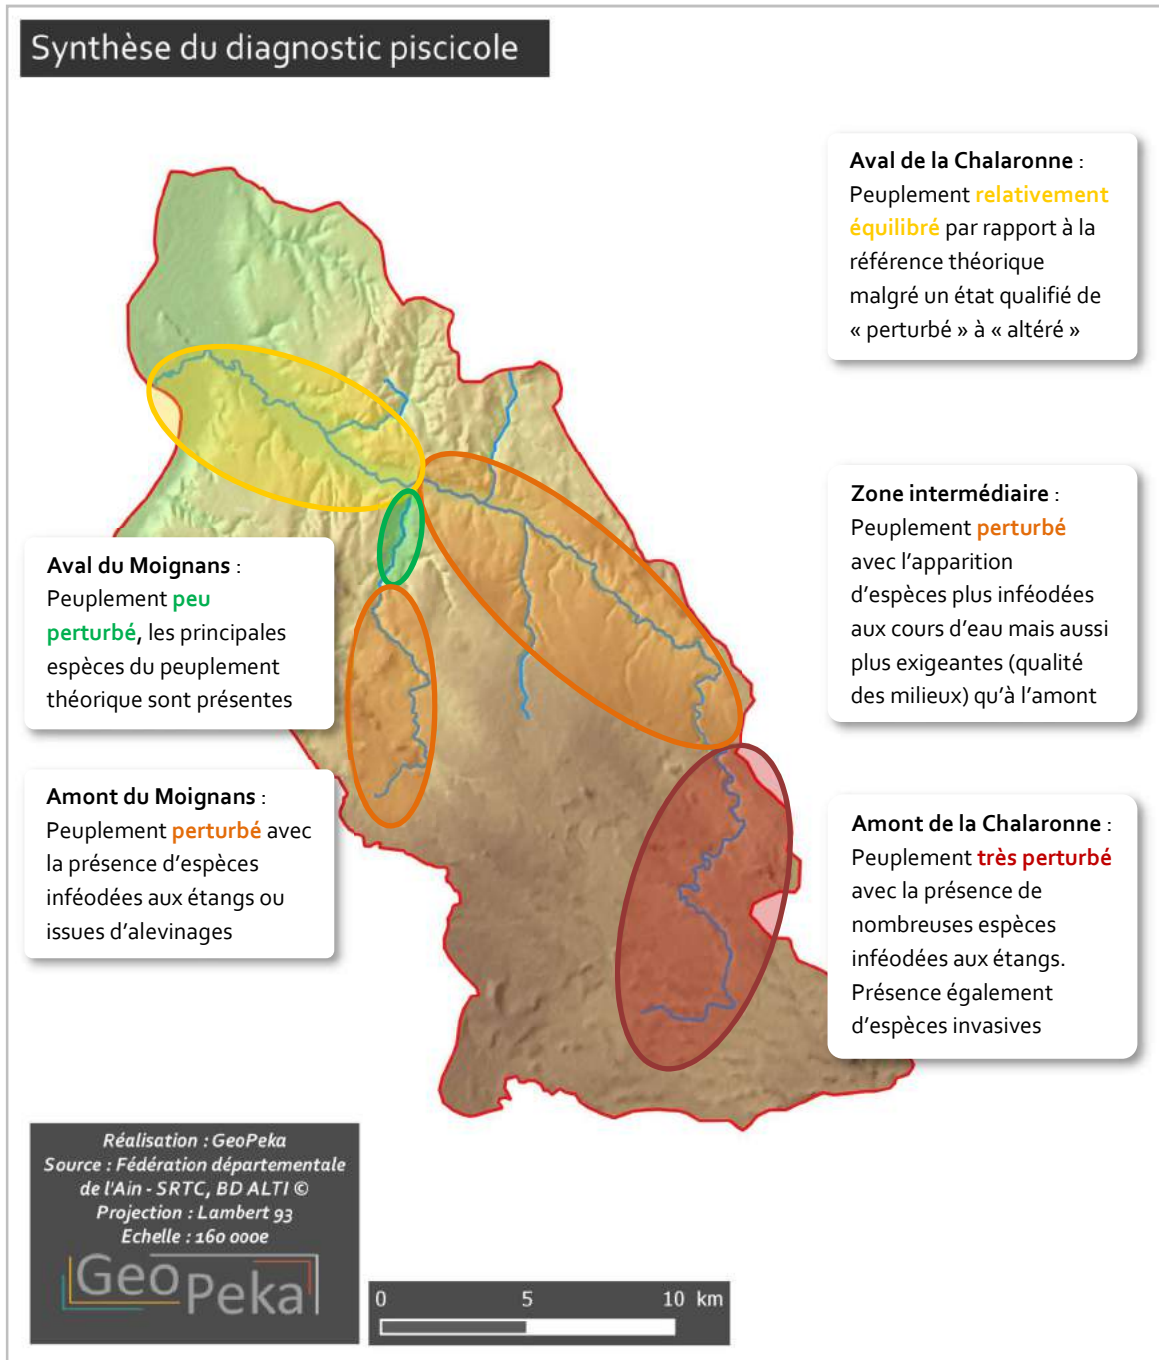 Synthèse du diagnostic piscicole
Aval de la Chalaronne :
Peuplement relativement
équilibré par rapport à la
référence théorique
malgré un état qualifié de
« perturbé » à « altéré »
Zone intermédiaire :
Peuplement perturbé
avec l'apparition
d'espèces plus inféodées
aux cours d'eau mais aussi
plus exigeantes (qualité
des milieux) qu'à l'amont
Aval du Moignans :
Peuplement peu
perturbé, les principales
espèces du peuplement
théorique sont présentes
Amont du Moignans :
Peuplement perturbé avec
la présence d'espèces
inféodées aux étangs ou
issues d'alevinages
Amont de la Chalaronne :
Peuplement très perturbé
avec la présence de
nombreuses espèces
inféodées aux étangs.
Présence également
d'espèces invasives
Réalisation : GeoPeka
Source : Fédération départementale
de l'Ain - SRTC, BD ALTI ©
Projection : Lambert 93
Echelle : 160 000e
GeoPeka
0 5 10 km